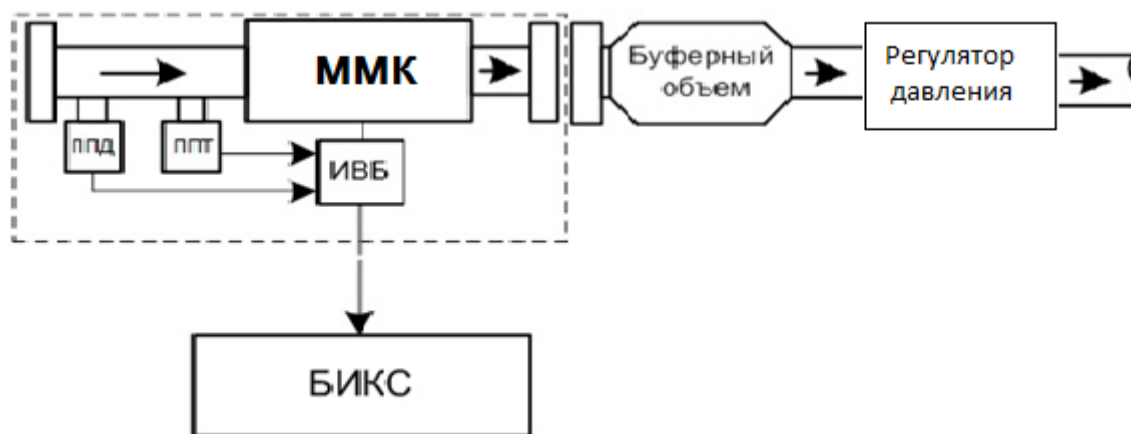 ММК
Буферный
объем
Регулятор
давления
ППД
ППТ
ИВБ
БИКС